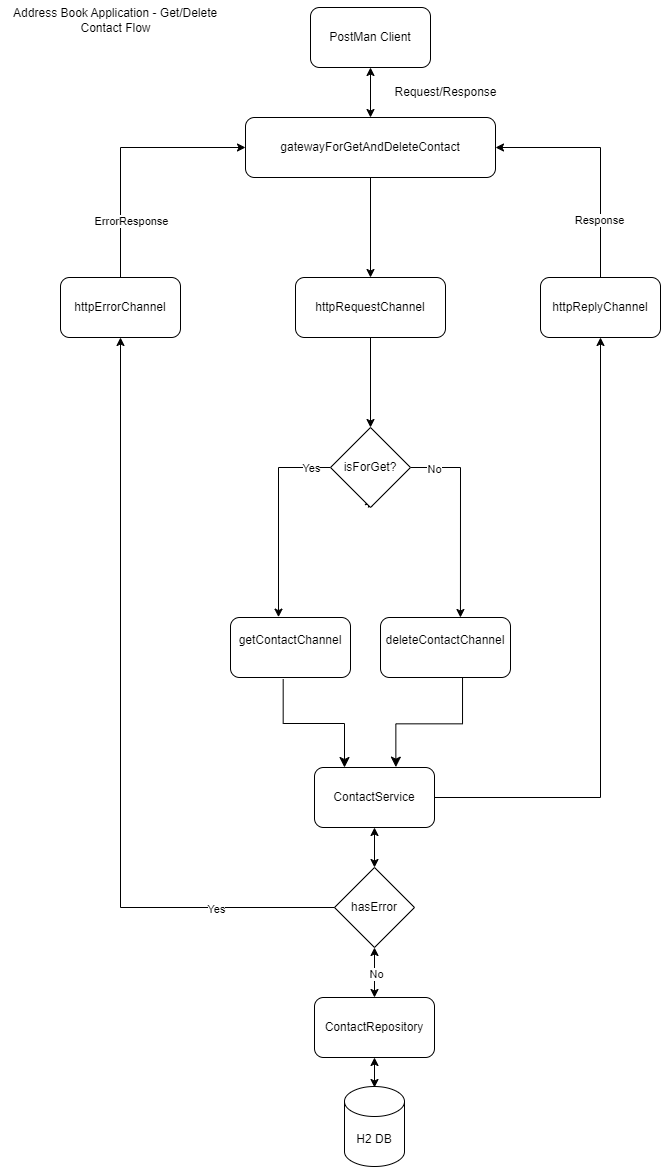 Address Book Application - Get/Delete
Contact Flow
PostMan Client
Request/Response
gatewayForGetAndDeleteContact
ErrorResponse
Response
httpErrorChannel
httpRequestChannel
httpReplyChannel
isForGet?
Yes
No
getContactChannel
deleteContactChannel
ContactService
hasError
Yes
No
ContactRepository
H2 DB